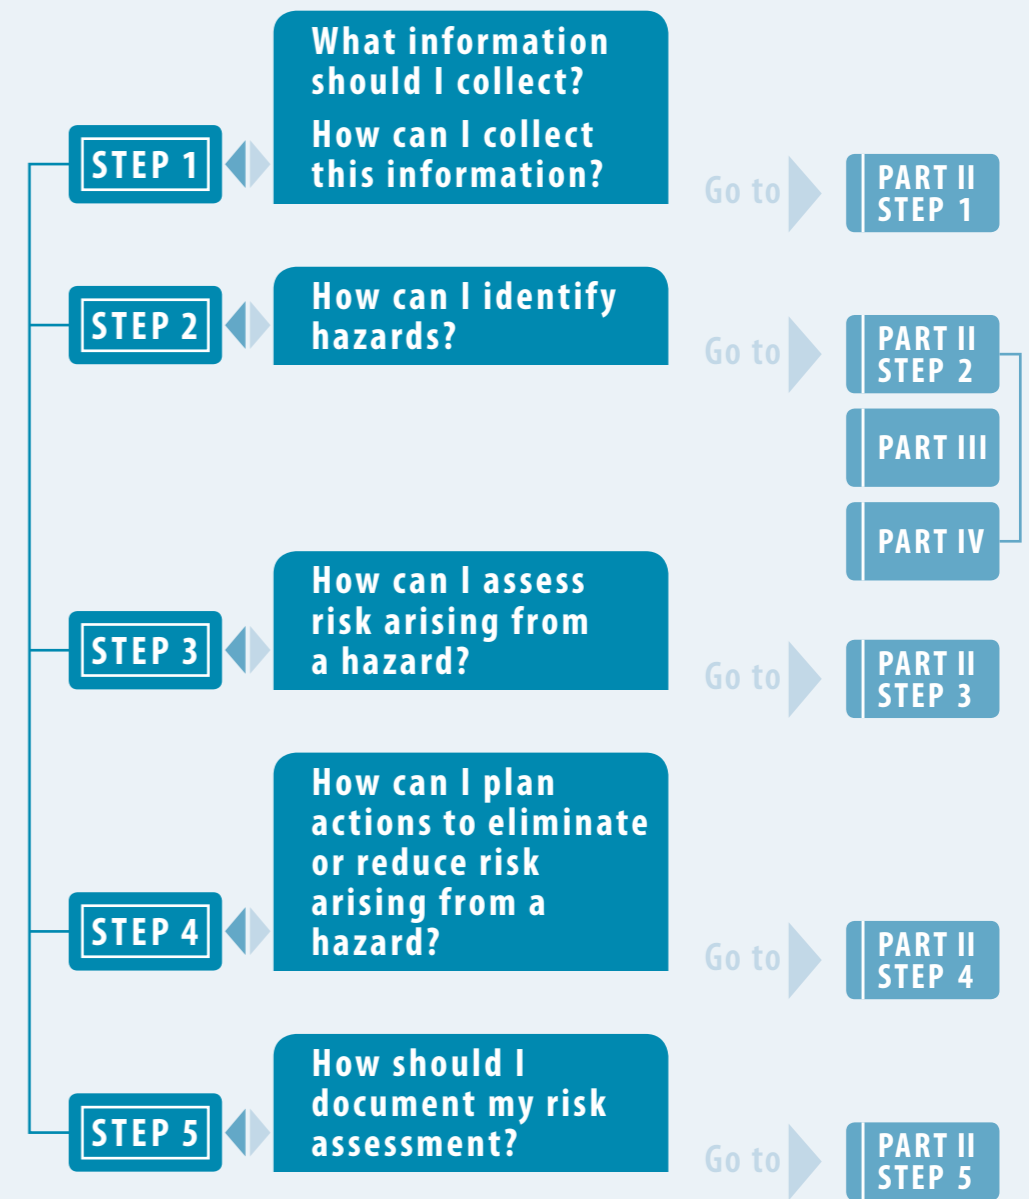 What information
should I collect?
How can I collect
this information?
STEP 1
Go to
PART II
STEP 1
How can I identify
hazards?
STEP 2
Go to
PART II
STEP 2
PART III
PART IV
How can I assess
risk arising from
a hazard?
STEP 3
Go to
PART II
STEP 3
How can I plan
actions to eliminate
or reduce risk
arising from a
hazard?
STEP 4
Go to
PART II
STEP 4
How should I
document my risk
assessment?
STEP 5
Go to
PART II
STEP 5